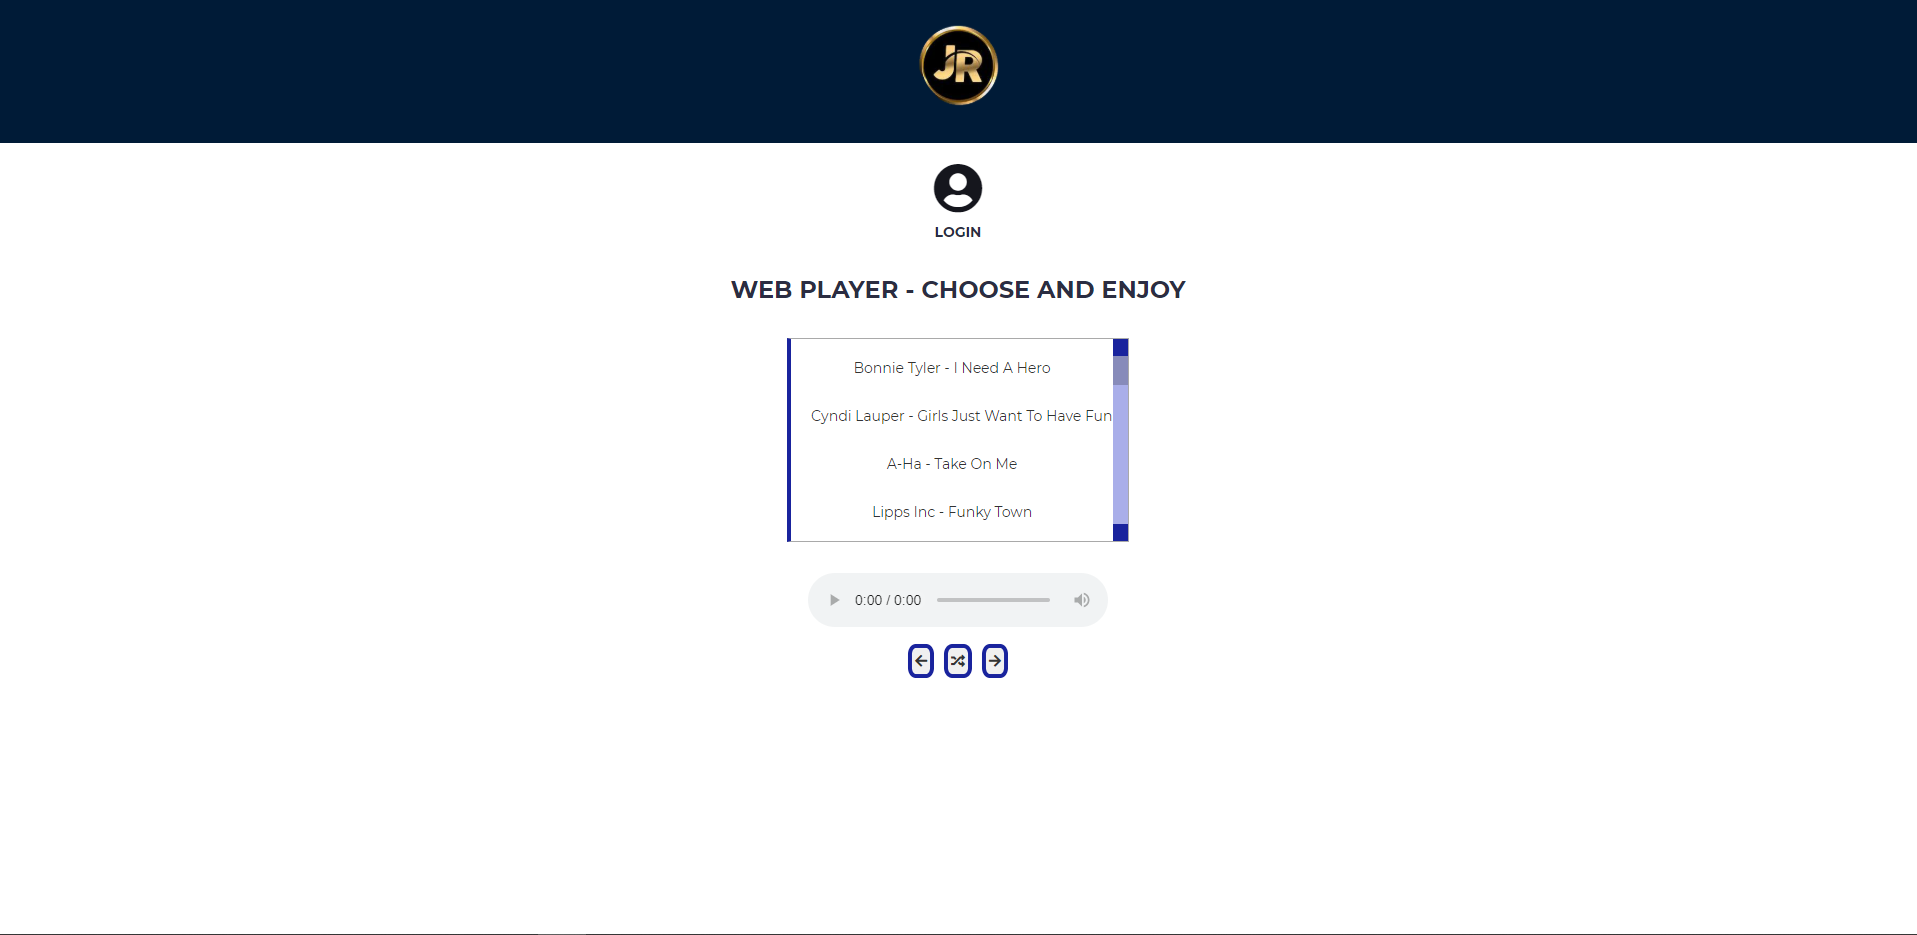 JR
LOGIN
WEB PLAYER - CHOOSE AND ENJOY
Bonnie Tyler - I Need A Hero
Cyndi Lauper - Girls Just Want To Have Fun
A-Ha - Take On Me
Lipps Inc - Funky Town
0:00 / 0:00